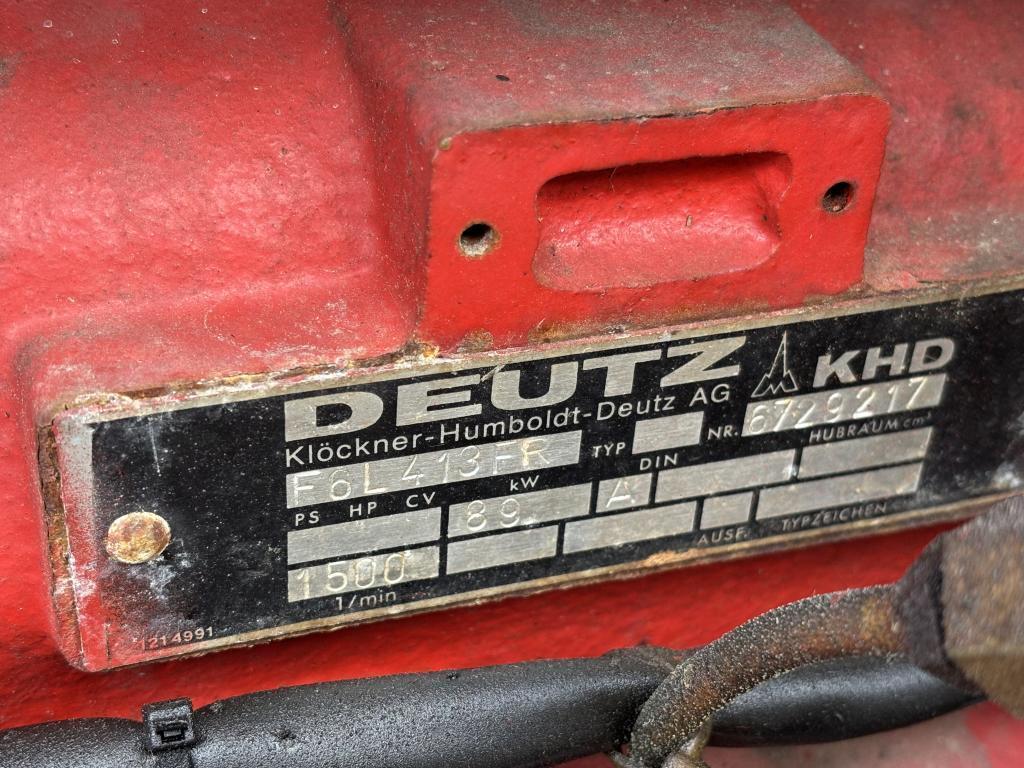 DEUTZ KHD
Klöckner-Humboldt-Deutz AG
F6L413FR TYP NR. 6729217
PS HP CV kW DIN HUBRAUM cm³
89 A
1500 AUSF. TYPZEICHEN
1/min
1214991